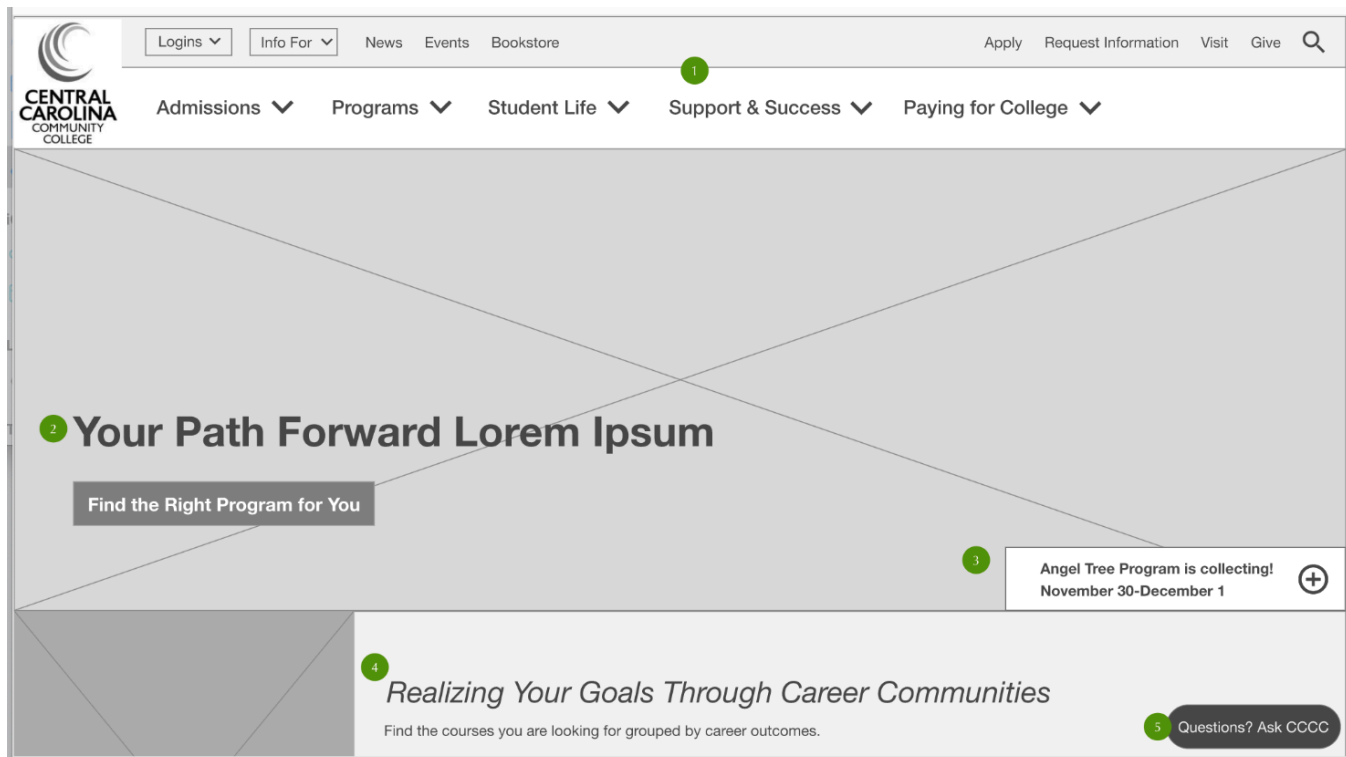 CENTRAL
CAROLINA
COMMUNITY
COLLEGE
Logins Info For News Events Bookstore Apply Request Information Visit Give
1
Admissions Programs Student Life Support & Success Paying for College
2 Your Path Forward Lorem Ipsum
Find the Right Program for You
3
Angel Tree Program is collecting!
November 30-December 1
4
Realizing Your Goals Through Career Communities
Find the courses you are looking for grouped by career outcomes.
5 Questions? Ask CCCC